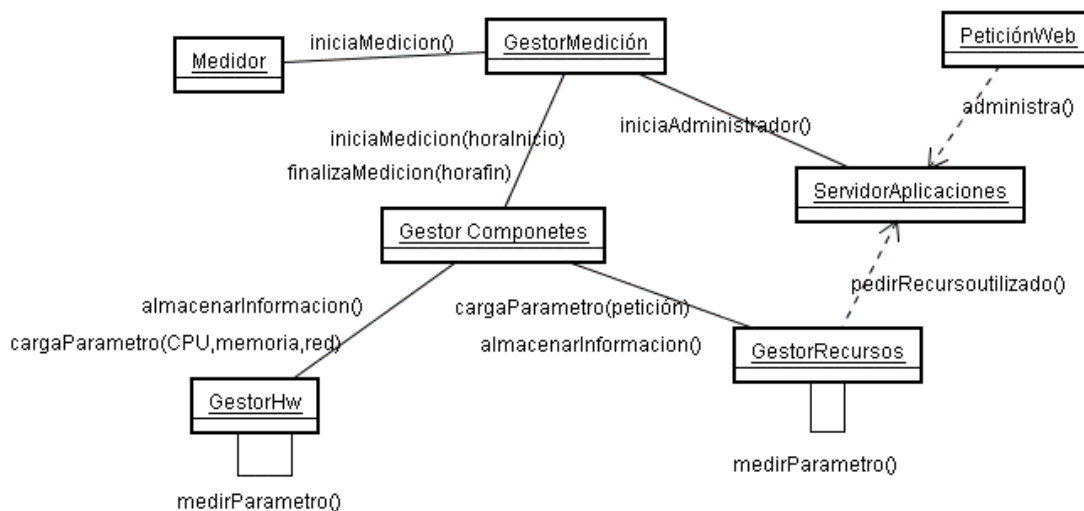 iniciaMedicion()
GestorMedición
PeticiónWeb
Medidor
administra()
iniciaMedicion(horaInicio)
iniciaAdministrador()
finalizaMedicion(horafin)
ServidorAplicaciones
Gestor Componetes
almacenarInformacion()
cargaParametro(petición)
pedirRecursoutilizado()
cargaParametro(CPU,memoria,red)
almacenarInformacion()
GestorRecursos
GestorHw
medirParametro()
medirParametro()